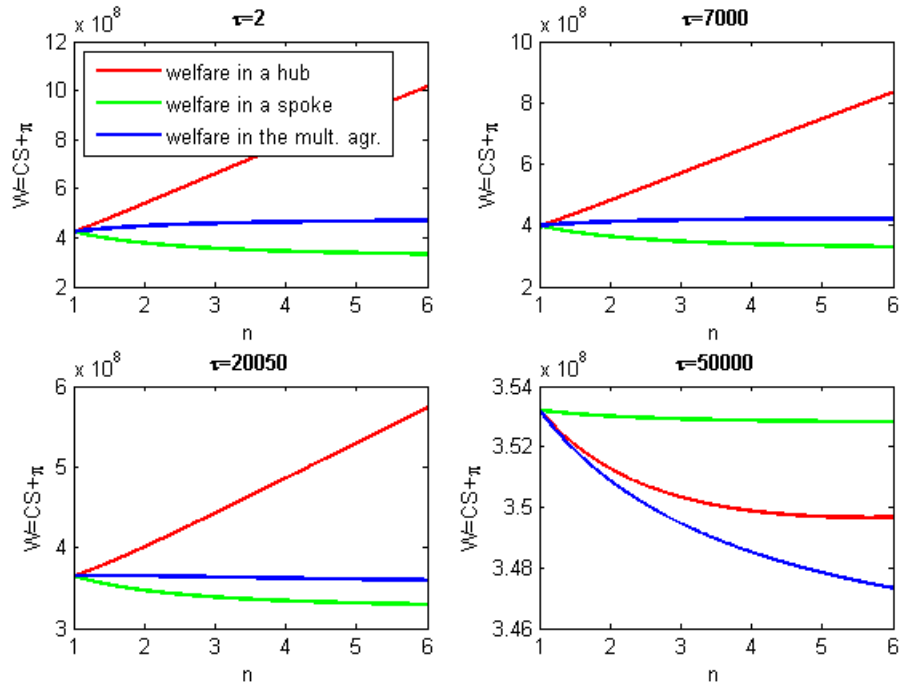 τ=2
x 10^8
12
10
8
6
4
2
W=CS+π
welfare in a hub
welfare in a spoke
welfare in the mult. agr.
1 2 3 4 5 6
n
τ=7000
x 10^8
10
8
6
4
2
W=CS+π
1 2 3 4 5 6
n
τ=20050
x 10^8
6
5
4
3
W=CS+π
1 2 3 4 5 6
n
τ=50000
x 10^8
3.54
3.52
3.5
3.48
3.46
W=CS+π
1 2 3 4 5 6
n